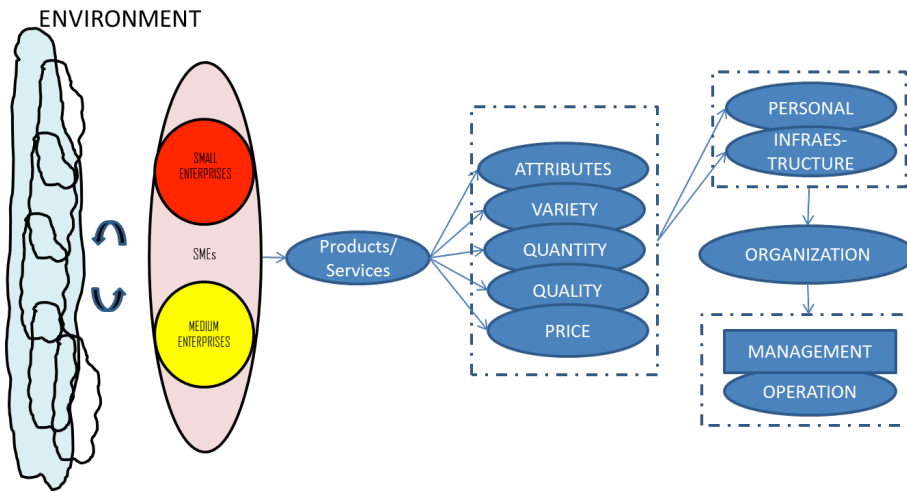 ENVIRONMENT
SMALL
ENTERPRISES
SMEs
MEDIUM
ENTERPRISES
Products/
Services
ATTRIBUTES
VARIETY
QUANTITY
QUALITY
PRICE
PERSONAL
INFRAES-
TRUCTURE
ORGANIZATION
MANAGEMENT
OPERATION